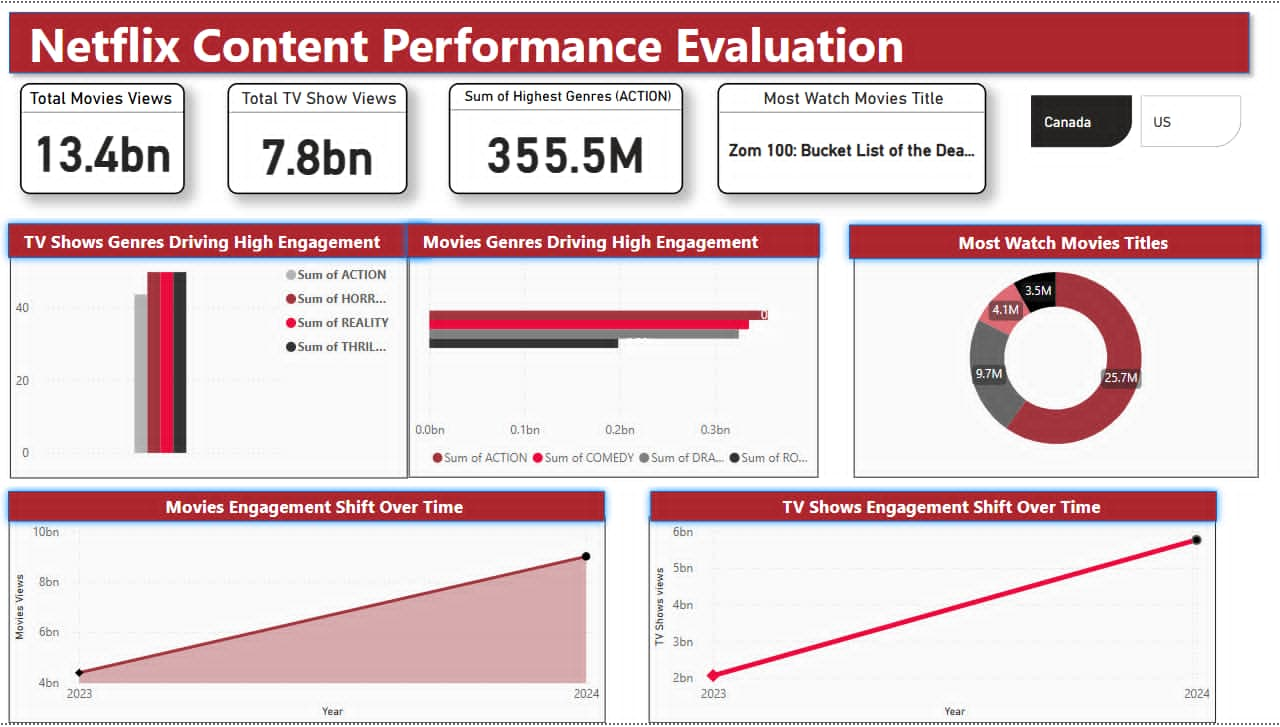 Netflix Content Performance Evaluation
Total Movies Views
13.4bn
Total TV Show Views
7.8bn
Sum of Highest Genres (ACTION)
355.5M
Most Watch Movies Title
Zom 100: Bucket List of the Dea...
Canada
US
TV Shows Genres Driving High Engagement
40
20
0
Sum of ACTION
Sum of HORR...
Sum of REALITY
Sum of THRIL...
Movies Genres Driving High Engagement
0.0bn
0.1bn
0.2bn
0.3bn
Sum of ACTION
Sum of COMEDY
Sum of DRA...
Sum of RO...
Most Watch Movies Titles
3.5M
4.1M
9.7M
25.7M
Movies Engagement Shift Over Time
Movies Views
10bn
8bn
6bn
4bn
2023
2024
Year
TV Shows Engagement Shift Over Time
TV Shows views
6bn
5bn
4bn
3bn
2bn
2023
2024
Year